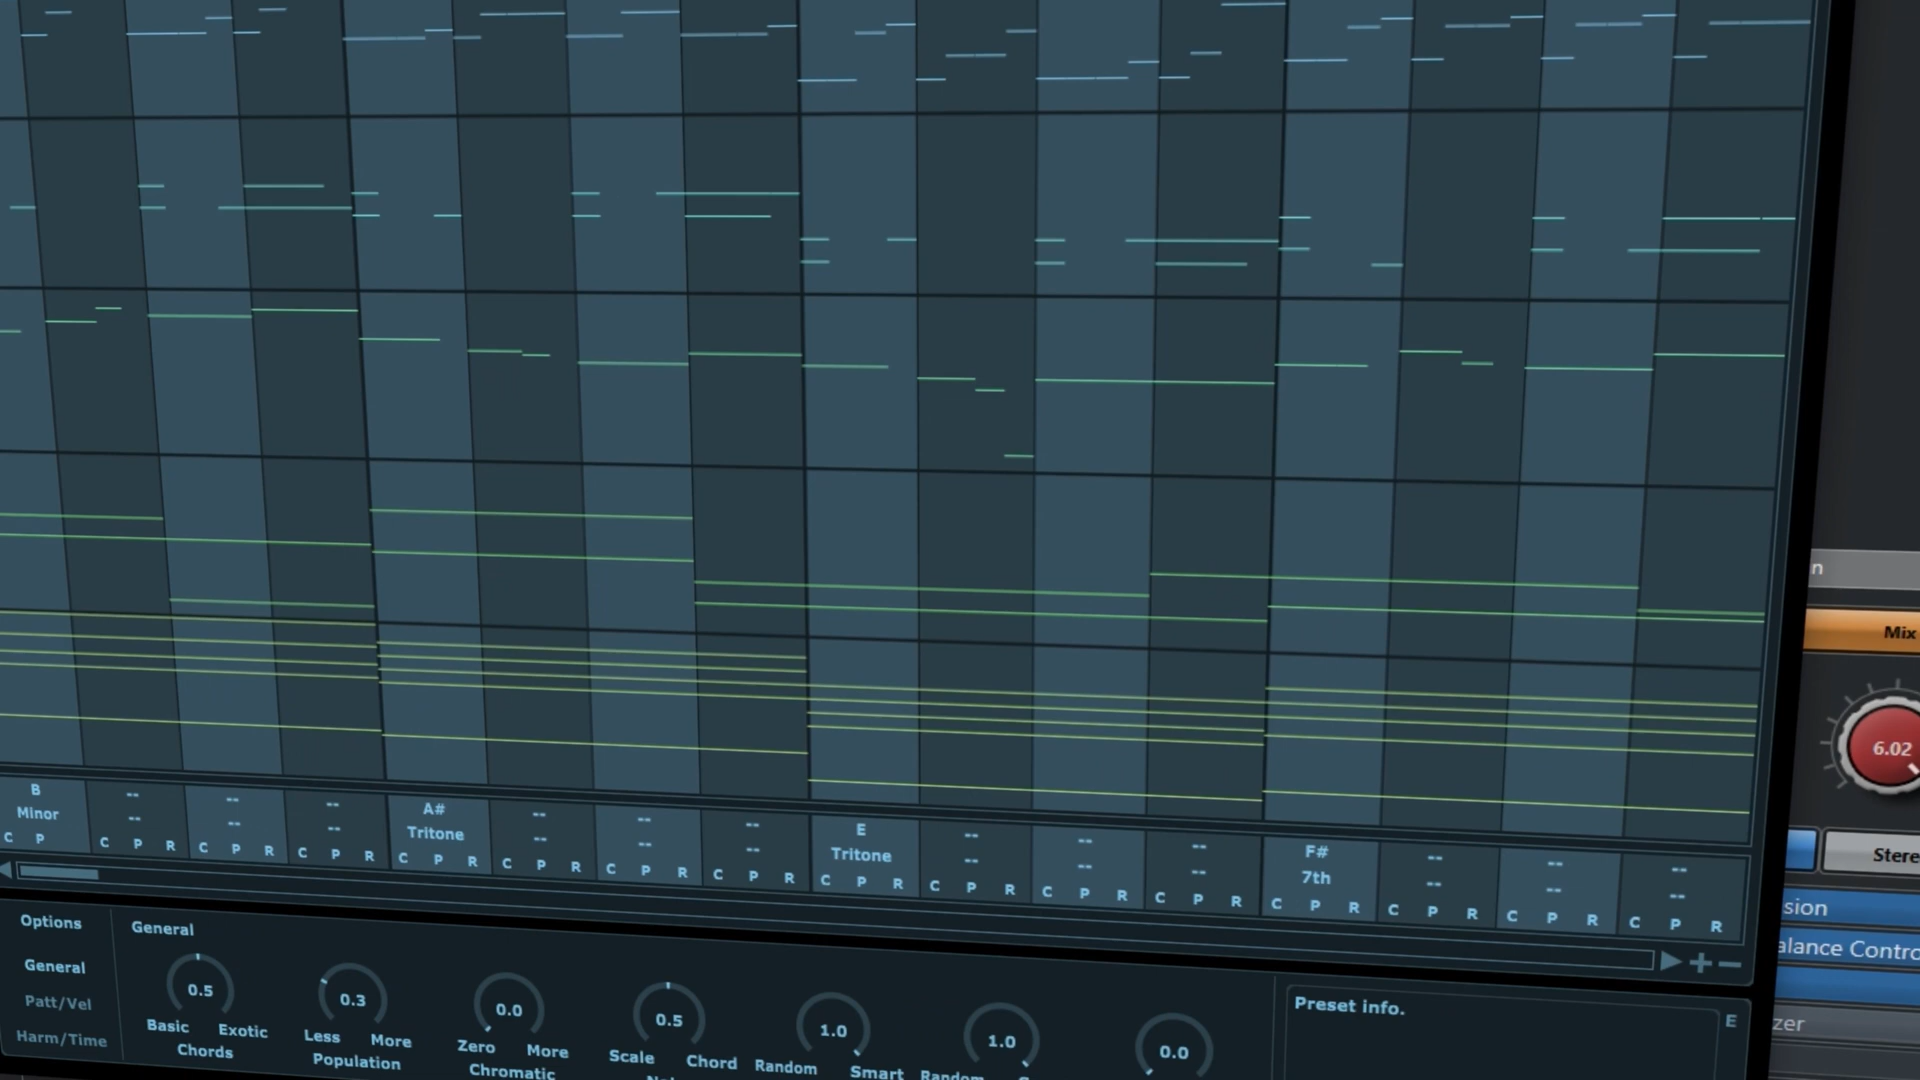 n
Mix
6.02
Stere
sion
alance Contro
zer
B
Minor
C P
-- -- C P R
-- -- C P R
-- -- C P R
A#
Tritone
C P R
-- -- C P R
-- -- C P R
-- -- C P R
E
Tritone
C P R
-- -- C P R
-- -- C P R
-- -- C P R
F#
7th
C P R
-- -- C P R
-- -- C P R
-- -- C P R
Options
General
Patt/Vel
Harm/Time
General
0.5
Basic Exotic
Chords
0.3
Less More
Population
0.0
Zero More
Chromatic
0.5
Scale Chord
1.0
Random Smart
1.0
Random
0.0
Preset info.
E